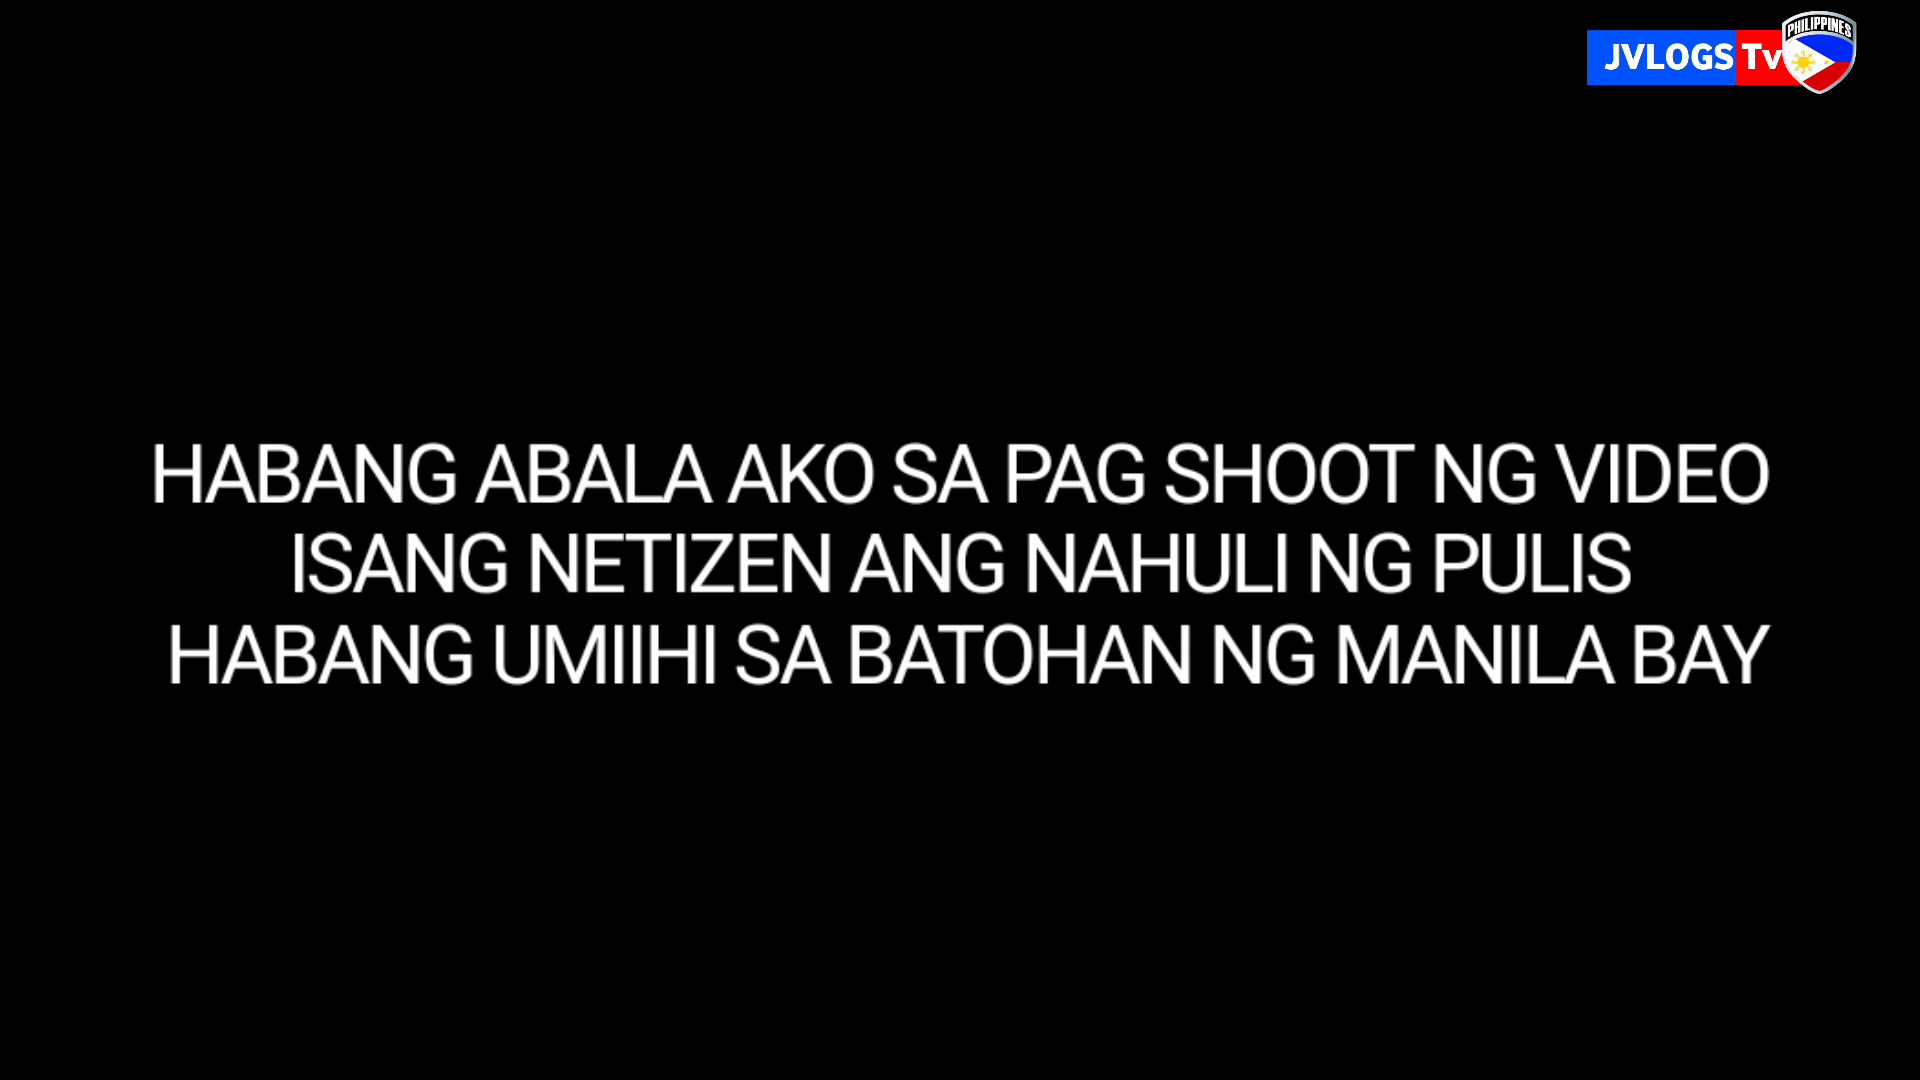 PHILIPPINES
JVLOGS Tv
HABANG ABALA AKO SA PAG SHOOT NG VIDEO
ISANG NETIZEN ANG NAHULI NG PULIS
HABANG UMIIHI SA BATOHAN NG MANILA BAY